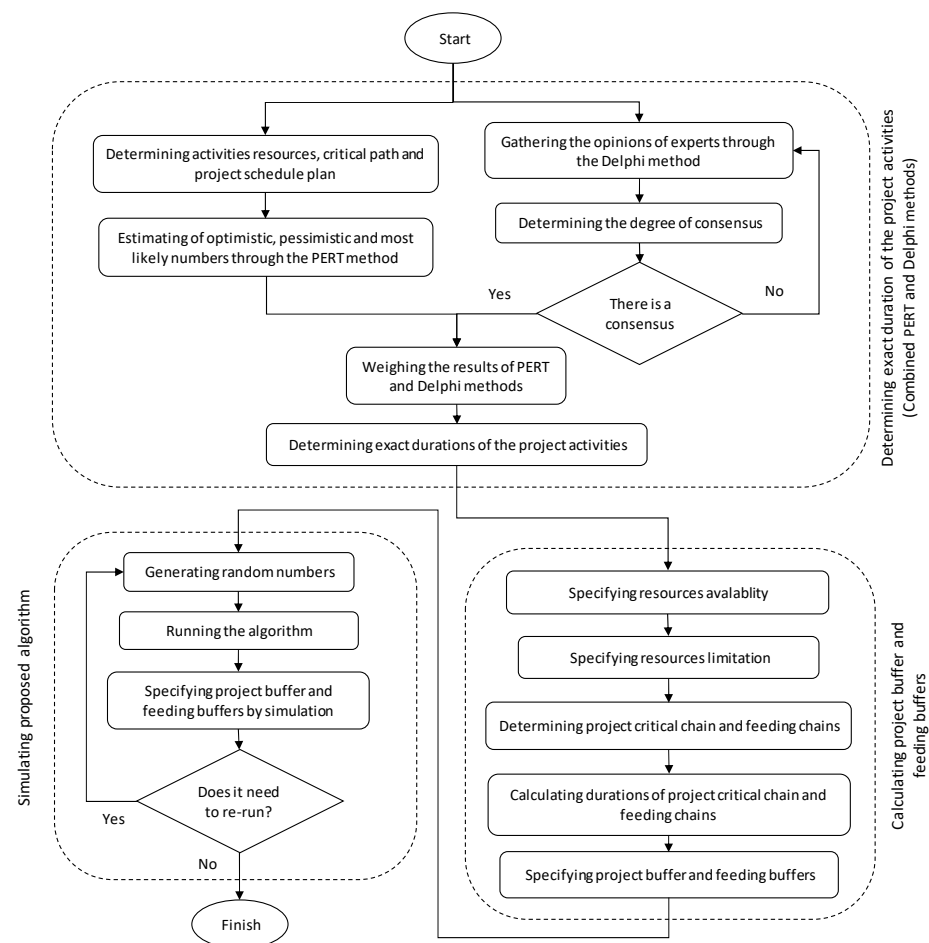 Start
Determining activities resources, critical path and
project schedule plan
Estimating of optimistic, pessimistic and most
likely numbers through the PERT method
Gathering the opinions of experts through
the Delphi method
Determining the degree of consensus
There is a
consensus
Yes
No
Weighing the results of PERT
and Delphi methods
Determining exact durations of the project activities
Determining exact duration of the project activities
(Combined PERT and Delphi methods)
Specifying resources avalablity
Specifying resources limitation
Determining project critical chain and feeding chains
Calculating durations of project critical chain and
feeding chains
Specifying project buffer and feeding buffers
Calculating project buffer and
feeding buffers
Simulating proposed algorithm
Generating random numbers
Running the algorithm
Specifying project buffer and
feeding buffers by simulation
Does it need
to re-run?
Yes
No
Finish